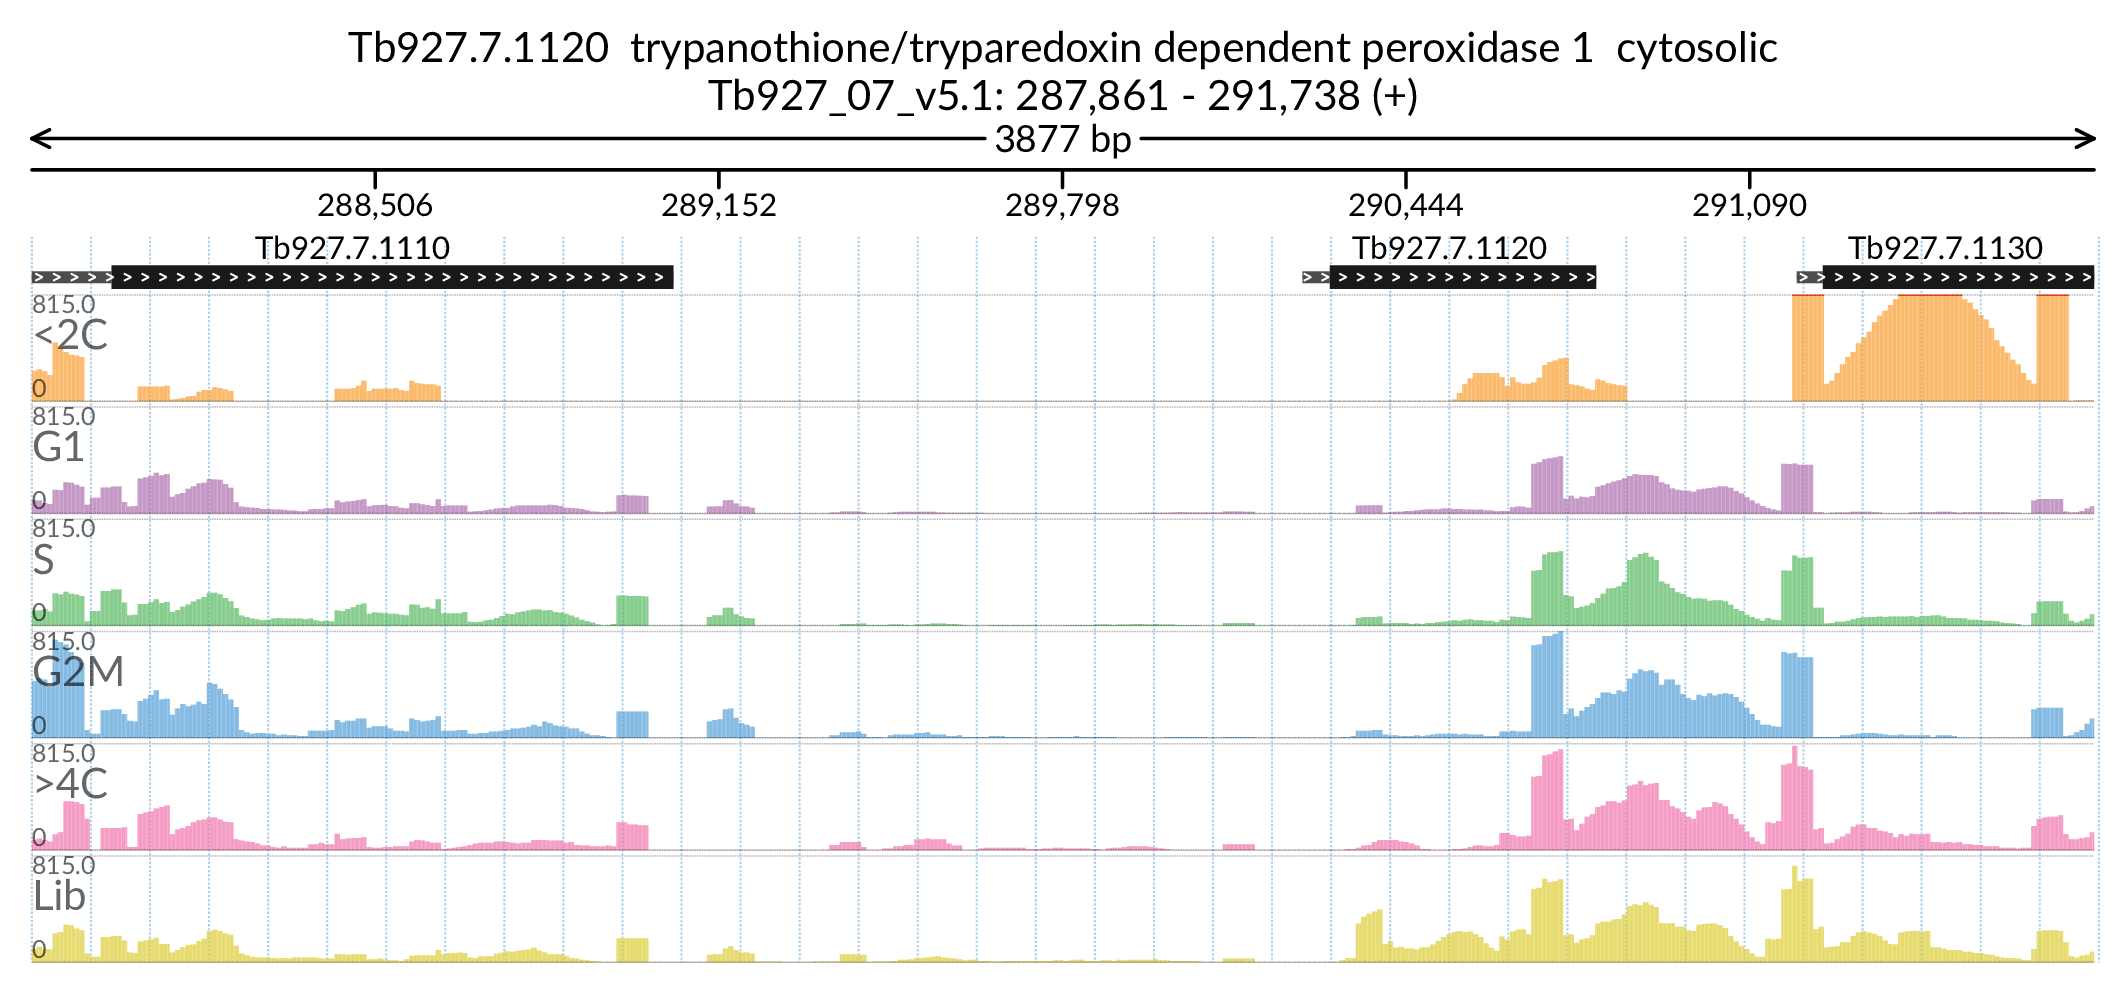 Tb927.7.1120 trypanothione/tryparedoxin dependent peroxidase 1 cytosolic
Tb927_07_v5.1: 287,861 - 291,738 (+)
3877 bp
288,506 289,152 289,798 290,444 291,090
Tb927.7.1110 Tb927.7.1120 Tb927.7.1130
815.0
<2C
0
815.0
G1
0
815.0
S
0
815.0
G2M
0
815.0
>4C
0
815.0
Lib
0